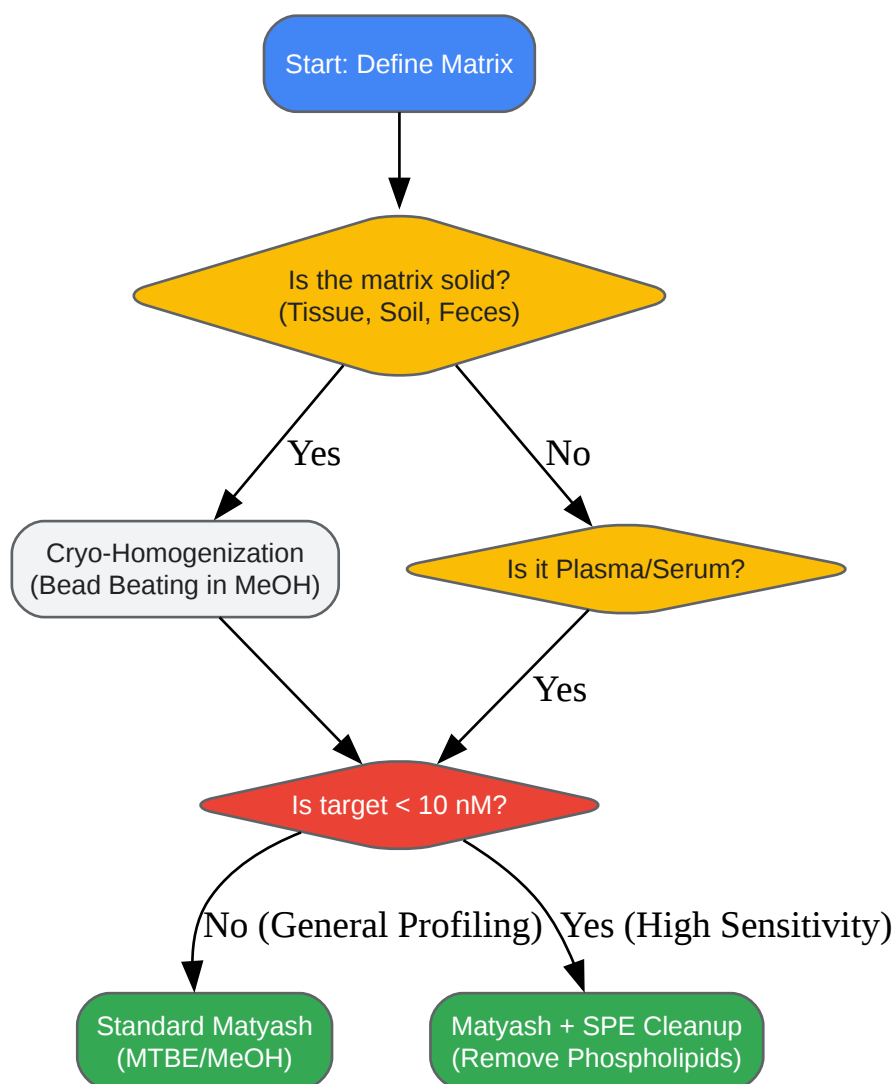 Start: Define Matrix
Is the matrix solid?
(Tissue, Soil, Feces)
Yes
No
Cryo-Homogenization
(Bead Beating in MeOH)
Is it Plasma/Serum?
Yes
Is target < 10 nM?
No (General Profiling)
Yes (High Sensitivity)
Standard Matyash
(MTBE/MeOH)
Matyash + SPE Cleanup
(Remove Phospholipids)